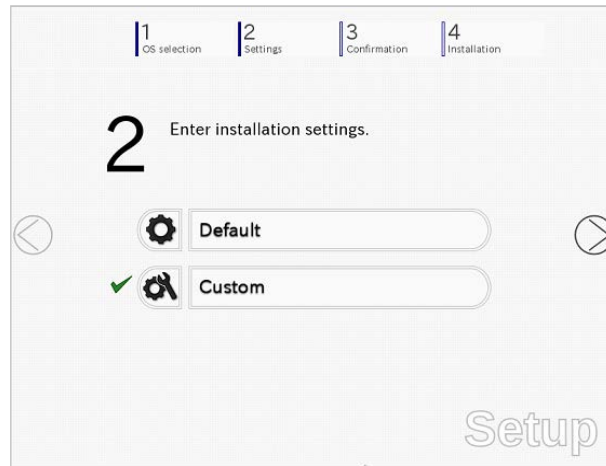 1
OS selection
2
Settings
3
Confirmation
4
Installation
2
Enter installation settings.
Default
Custom
Setup